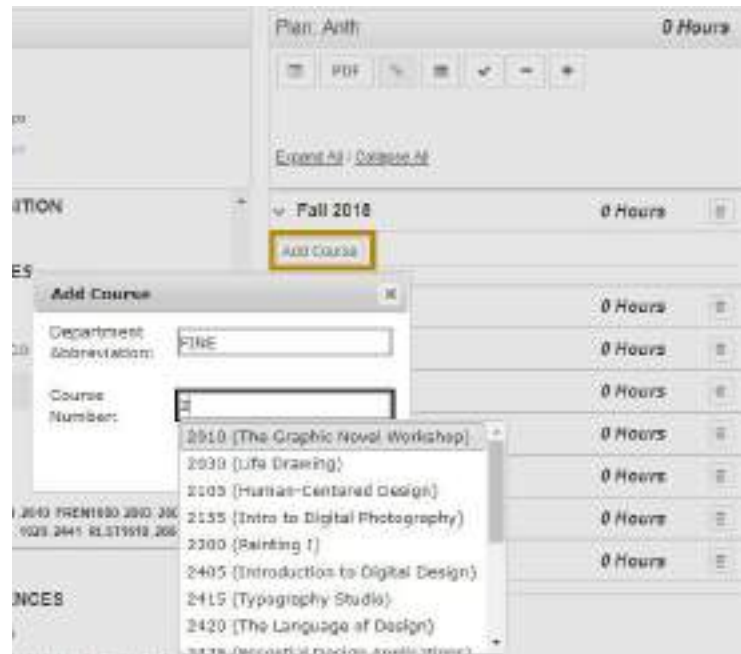 Plan: Anth 0 Hours
PDF
Expand All / Collapse All
ITION
Fall 2018 0 Hours
Add Course
ES
Add Course
0 Hours
Department Abbreviation: FINE
0 Hours
Course Number: 2
0 Hours
2010 (The Graphic Novel Workshop)
0 Hours
2030 (Life Drawing)
2105 (Human-Centered Design)
0 Hours
2155 (Intro to Digital Photography)
0 Hours
2200 (Painting I)
0 Hours
2405 (Introduction to Digital Design)
NCES
2415 (Typography Studio)
2420 (The Language of Design)